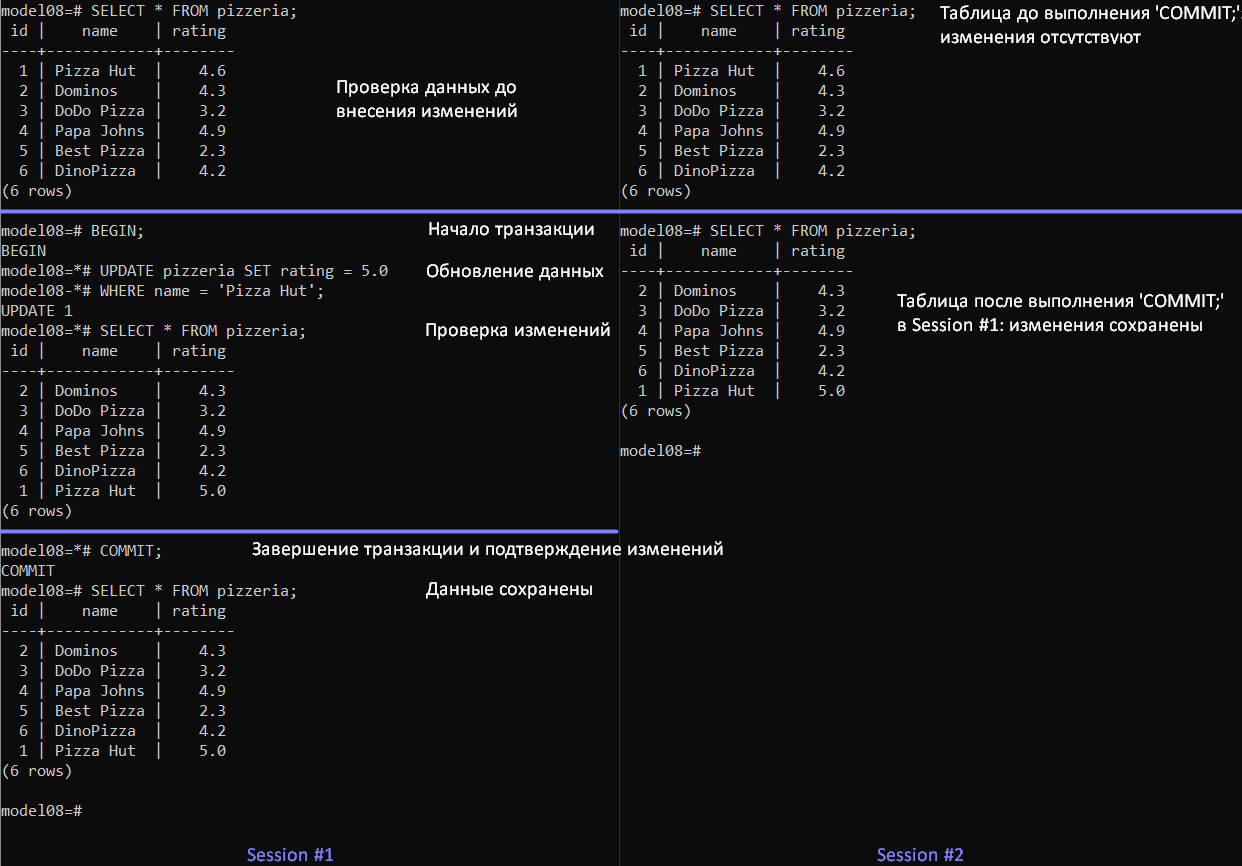 model08=# SELECT * FROM pizzeria;
 id |    name    | rating
----+------------+--------
  1 | Pizza Hut  |    4.6
  2 | Dominos    |    4.3
  3 | DoDo Pizza |    3.2
  4 | Papa Johns |    4.9
  5 | Best Pizza |    2.3
  6 | DinoPizza  |    4.2
(6 rows)
Проверка данных до
внесения изменений
model08=# BEGIN;
Начало транзакции
BEGIN
model08=*# UPDATE pizzeria SET rating = 5.0
Обновление данных
model08-*# WHERE name = 'Pizza Hut';
UPDATE 1
model08=*# SELECT * FROM pizzeria;
Проверка изменений
 id |    name    | rating
----+------------+--------
  2 | Dominos    |    4.3
  3 | DoDo Pizza |    3.2
  4 | Papa Johns |    4.9
  5 | Best Pizza |    2.3
  6 | DinoPizza  |    4.2
  1 | Pizza Hut  |    5.0
(6 rows)
model08=*# COMMIT;
Завершение транзакции и подтверждение изменений
COMMIT
model08=# SELECT * FROM pizzeria;
Данные сохранены
 id |    name    | rating
----+------------+--------
  2 | Dominos    |    4.3
  3 | DoDo Pizza |    3.2
  4 | Papa Johns |    4.9
  5 | Best Pizza |    2.3
  6 | DinoPizza  |    4.2
  1 | Pizza Hut  |    5.0
(6 rows)
model08=#
Session #1
model08=# SELECT * FROM pizzeria;
 id |    name    | rating
----+------------+--------
  1 | Pizza Hut  |    4.6
  2 | Dominos    |    4.3
  3 | DoDo Pizza |    3.2
  4 | Papa Johns |    4.9
  5 | Best Pizza |    2.3
  6 | DinoPizza  |    4.2
(6 rows)
Таблица до выполнения 'COMMIT;':
изменения отсутствуют
model08=# SELECT * FROM pizzeria;
 id |    name    | rating
----+------------+--------
  2 | Dominos    |    4.3
  3 | DoDo Pizza |    3.2
  4 | Papa Johns |    4.9
  5 | Best Pizza |    2.3
  6 | DinoPizza  |    4.2
  1 | Pizza Hut  |    5.0
(6 rows)
Таблица после выполнения 'COMMIT;'
в Session #1: изменения сохранены
model08=#
Session #2